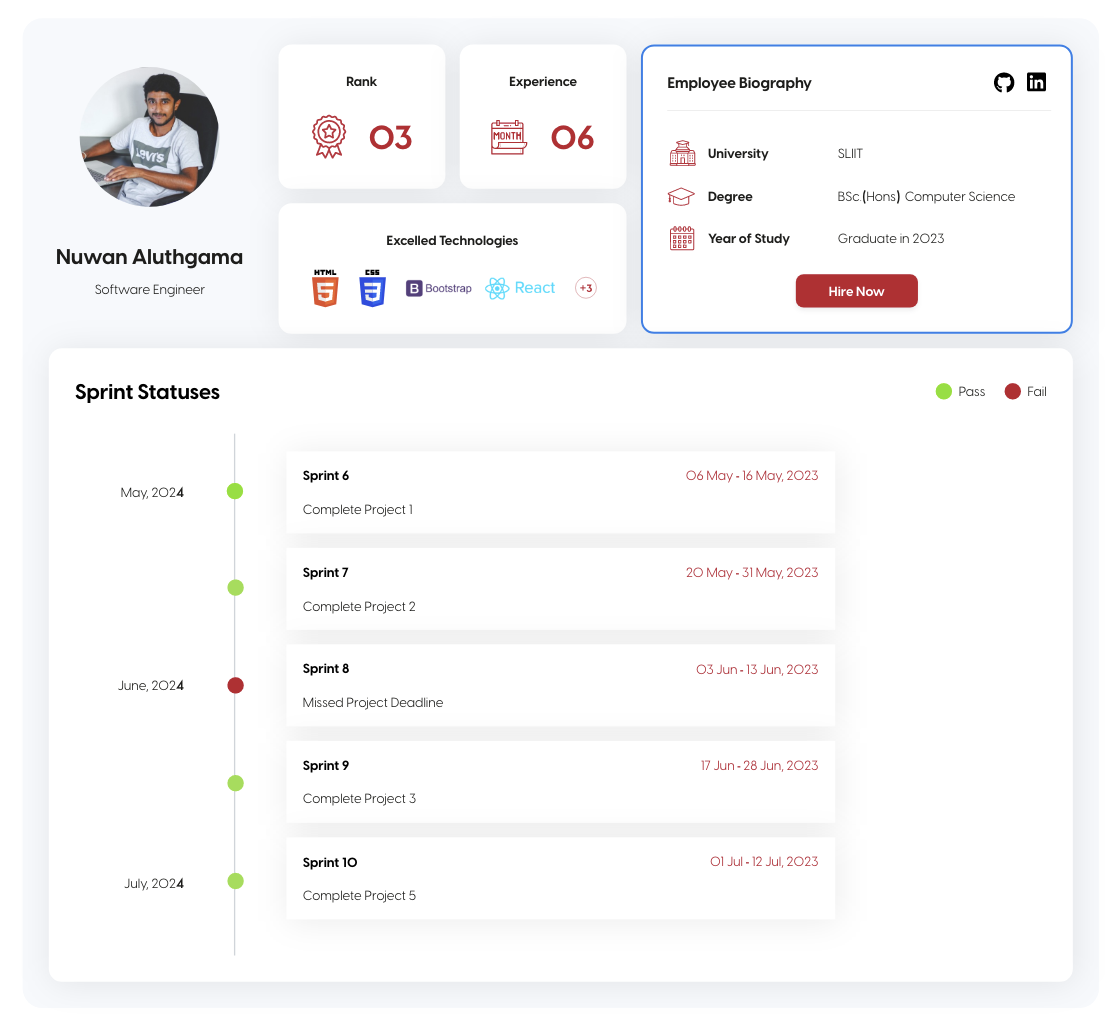 Nuwan Aluthgama
Software Engineer
Levi's
Rank
03
Experience
MONTH
06
Excelled Technologies
HTML
5
CSS
3
B Bootstrap
React
+3
Employee Biography
in
University SLIIT
Degree BSc.(Hons) Computer Science
Year of Study Graduate in 2023
Hire Now
Sprint Statuses
Pass
Fail
May, 2024
Sprint 6 06 May - 16 May, 2023
Complete Project 1
Sprint 7 20 May - 31 May, 2023
Complete Project 2
June, 2024
Sprint 8 03 Jun - 13 Jun, 2023
Missed Project Deadline
Sprint 9 17 Jun - 28 Jun, 2023
Complete Project 3
July, 2024
Sprint 10 01 Jul - 12 Jul, 2023
Complete Project 5